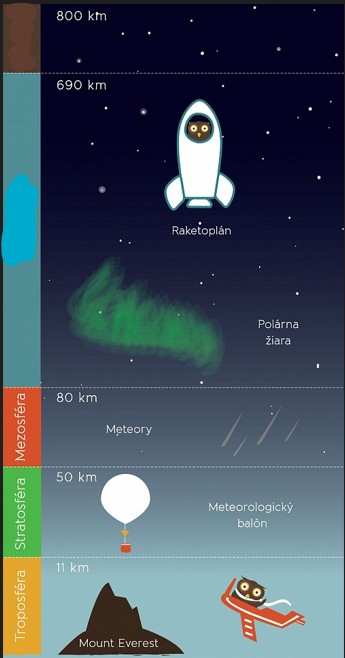 800 km
690 km
Raketoplán
Polárna
žiara
Mezosféra
80 km
Meteory
Stratosféra
50 km
Meteorologický
balón
Troposféra
11 km
Mount Everest